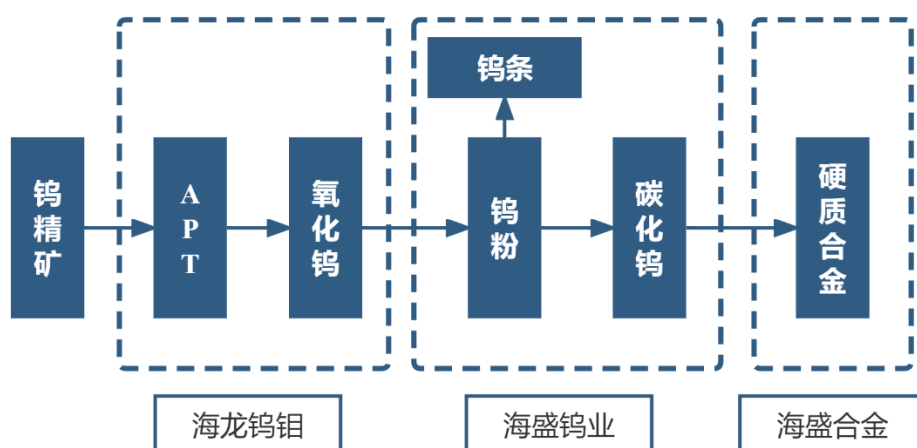 钨条
钨精矿
APT
氧化钨
钨粉
碳化钨
硬质合金
海龙钨钼
海盛钨业
海盛合金